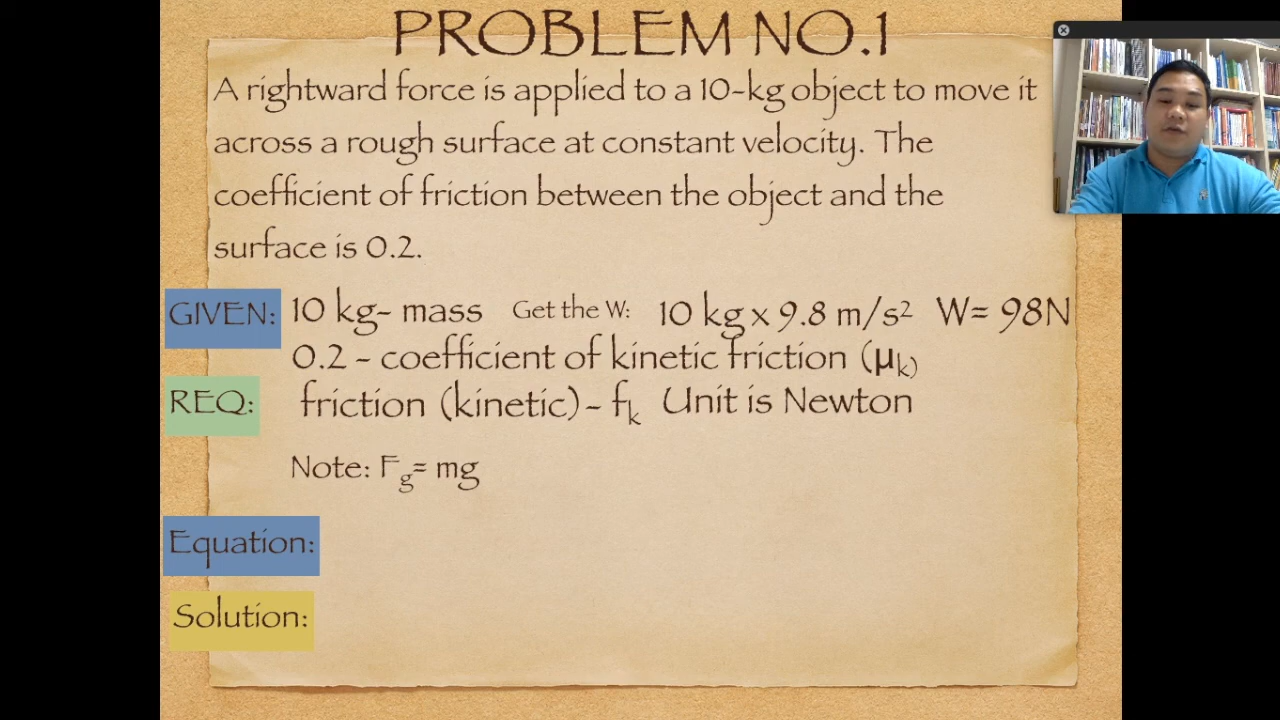 PROBLEM NO.1
A rightward force is applied to a 10-kg object to move it
across a rough surface at constant velocity. The
coefficient of friction between the object and the
surface is 0.2.
GIVEN: 10 kg- mass Get the W: 10 kg x 9.8 m/s² W= 98N
0.2 - coefficient of kinetic friction (μk)
REQ: friction (kinetic) - fk Unit is Newton
Note: Fg= mg
Equation:
Solution: